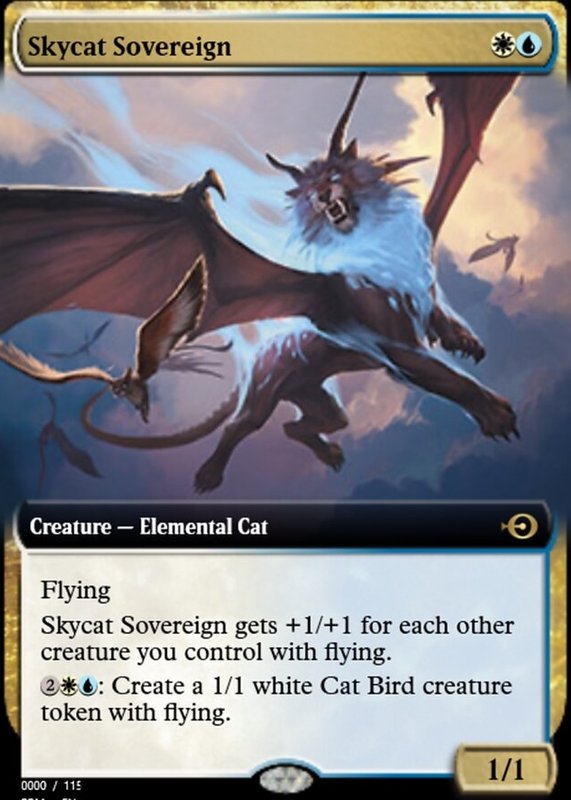 Skycat Sovereign
Creature — Elemental Cat
Flying
Skycat Sovereign gets +1/+1 for each other
creature you control with flying.
2: Create a 1/1 white Cat Bird creature
token with flying.
1/1
0000 / 115